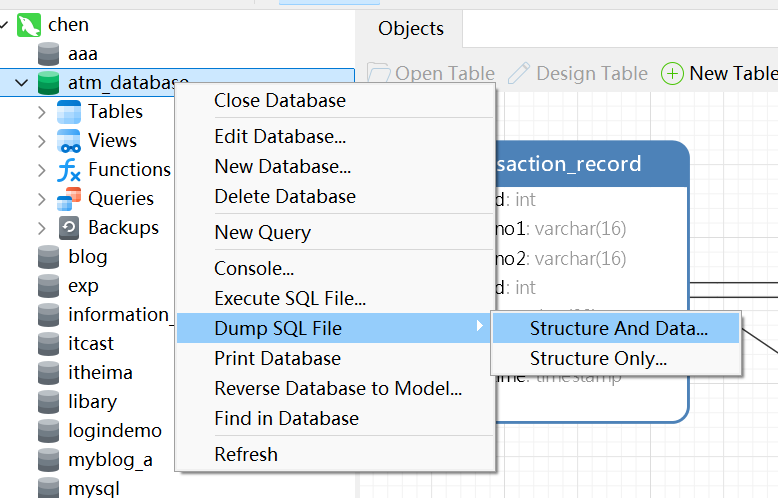 chen
aaa
atm_database
Tables
Views
Functions
Queries
Backups
blog
exp
information_
itcast
itheima
libary
logindemo
myblog_a
mysql
Close Database
Edit Database...
New Database...
Delete Database
New Query
Console...
Execute SQL File...
Dump SQL File
Print Database
Reverse Database to Model...
Find in Database
Refresh
Structure And Data...
Structure Only...
Objects
Open Table
Design Table
New Table
saction_record
d: int
no1: varchar(16)
no2: varchar(16)
d: int
me: timestamp